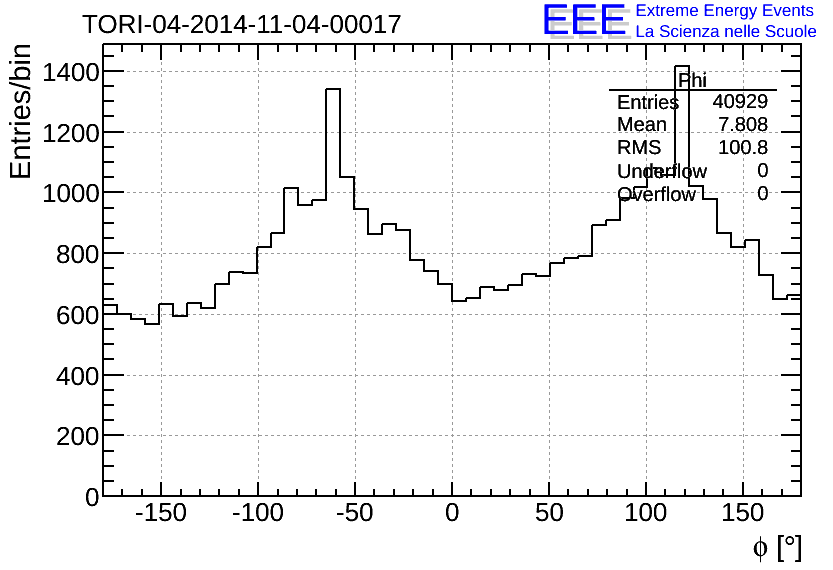 TORI-04-2014-11-04-00017
EEE Extreme Energy Events
La Scienza nelle Scuole
Entries/bin
1400
1200
1000
800
600
400
200
0
Phi
Entries 40929
Mean 7.808
RMS 100.8
Underflow 0
Overflow 0
-150 -100 -50 0 50 100 150
ϕ [°]